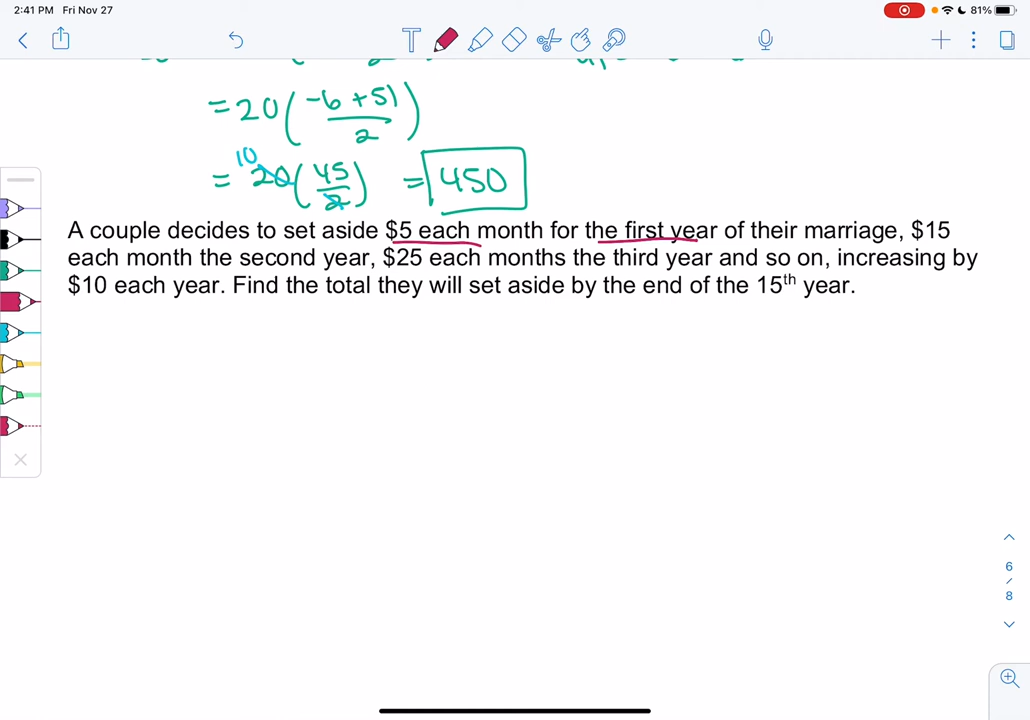 2:41 PM Fri Nov 27
81%
= 20 ( -6 + 51 / 2 )
10
= 20 ( 45 / 2 ) = 450
A couple decides to set aside $5 each month for the first year of their marriage, $15
each month the second year, $25 each months the third year and so on, increasing by
$10 each year. Find the total they will set aside by the end of the 15th year.
6
/
8